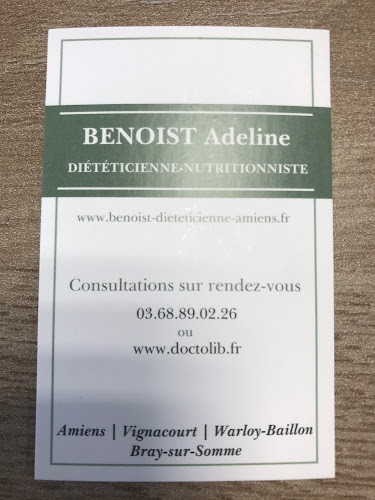 BENOIST Adeline
DIÉTÉTICIENNE-NUTRITIONNISTE
www.benoist-dieteticienne-amiens.fr
Consultations sur rendez-vous
03.68.89.02.26
ou
www.doctolib.fr
Amiens | Vignacourt | Warloy-Baillon
Bray-sur-Somme